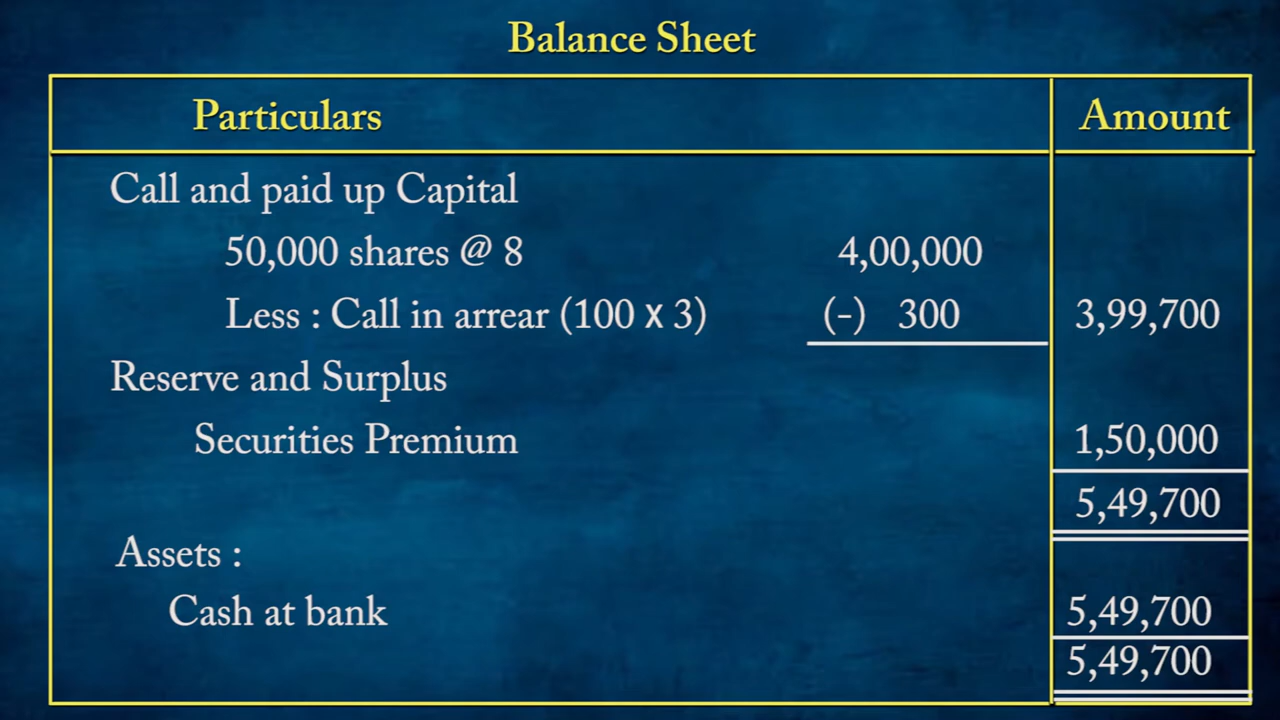 Balance Sheet
Particulars Amount
Call and paid up Capital
50,000 shares @ 8 4,00,000
Less : Call in arrear (100 x 3) (-) 300 3,99,700
Reserve and Surplus
Securities Premium 1,50,000
5,49,700
Assets :
Cash at bank 5,49,700
5,49,700